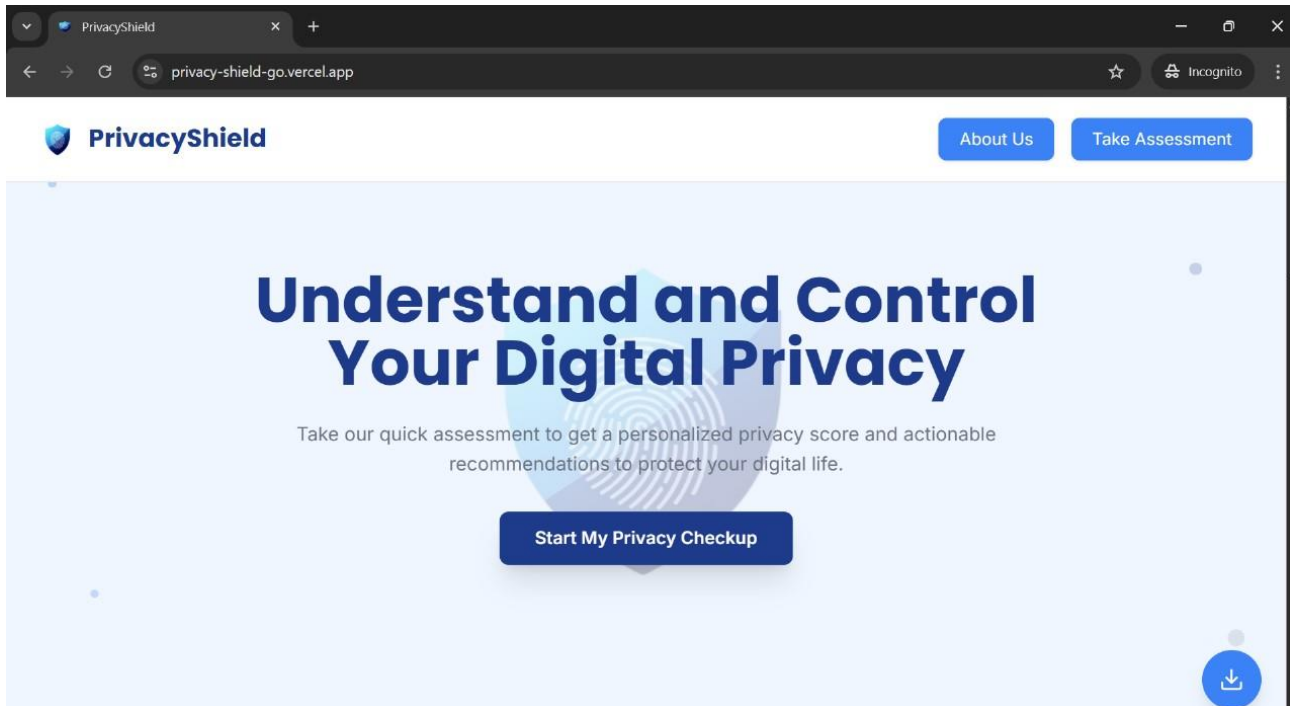 PrivacyShield
privacy-shield-go.vercel.app
Incognito
PrivacyShield
About Us
Take Assessment
Understand and Control
Your Digital Privacy
Take our quick assessment to get a personalized privacy score and actionable
recommendations to protect your digital life.
Start My Privacy Checkup